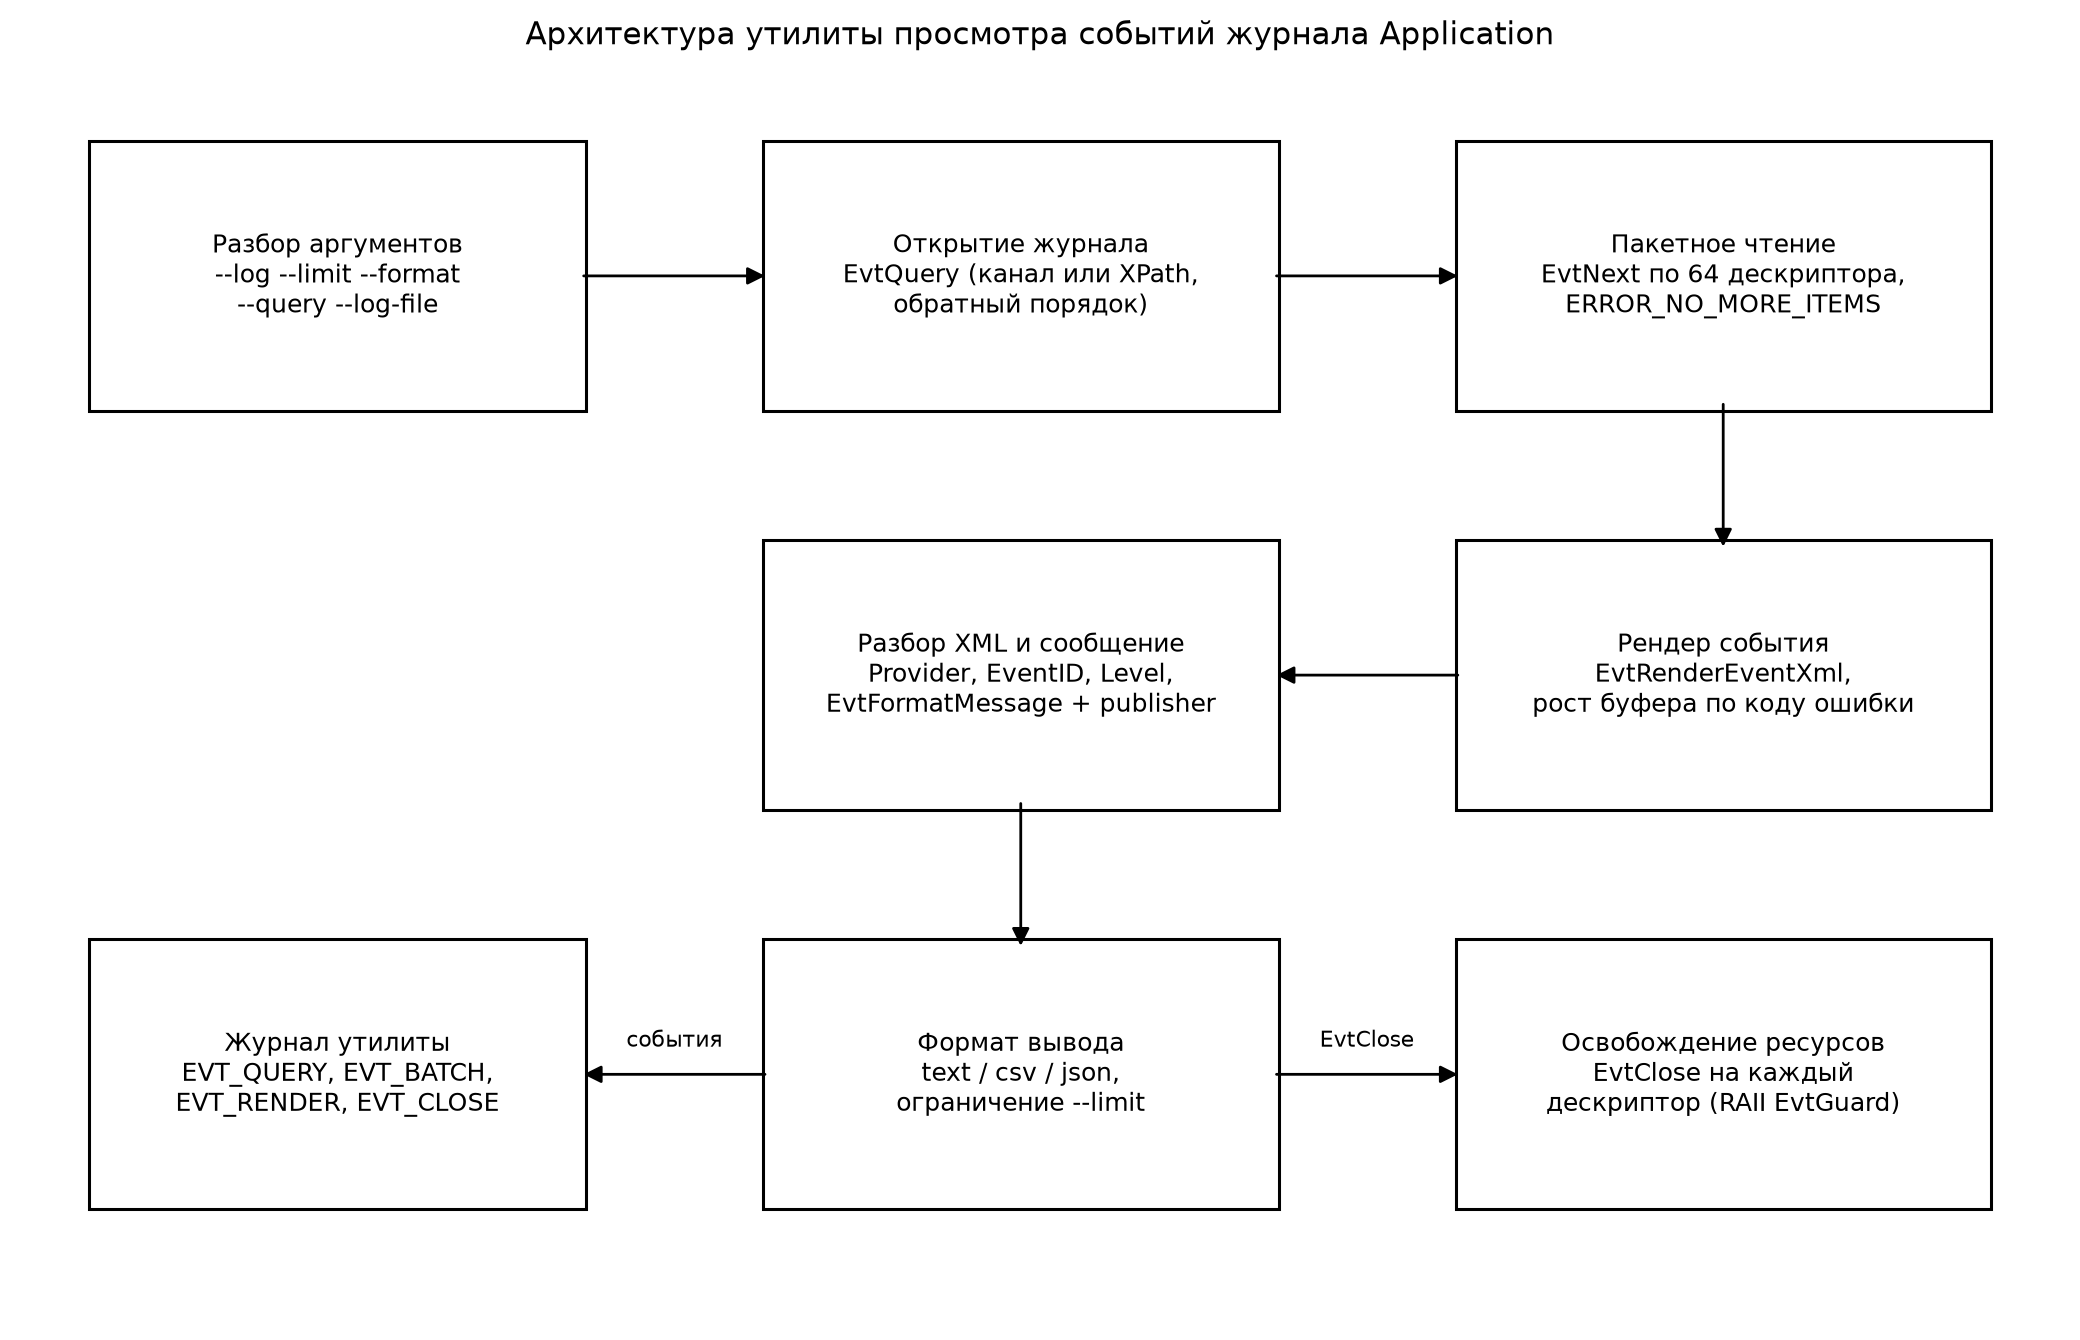 Архитектура утилиты просмотра событий журнала Application
Разбор аргументов
--log --limit --format
--query --log-file
Открытие журнала
EvtQuery (канал или XPath,
обратный порядок)
Пакетное чтение
EvtNext по 64 дескриптора,
ERROR_NO_MORE_ITEMS
Разбор XML и сообщение
Provider, EventID, Level,
EvtFormatMessage + publisher
Рендер события
EvtRenderEventXml,
рост буфера по коду ошибки
Журнал утилиты
EVT_QUERY, EVT_BATCH,
EVT_RENDER, EVT_CLOSE
события
Формат вывода
text / csv / json,
ограничение --limit
EvtClose
Освобождение ресурсов
EvtClose на каждый
дескриптор (RAII EvtGuard)